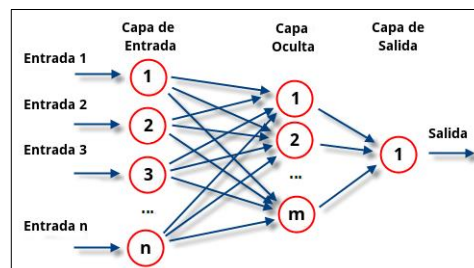 Capa de
Entrada
Capa
Oculta
Capa de
Salida
Entrada 1
Entrada 2
Entrada 3
Entrada n
1
2
3
...
n
1
2
...
m
1
Salida